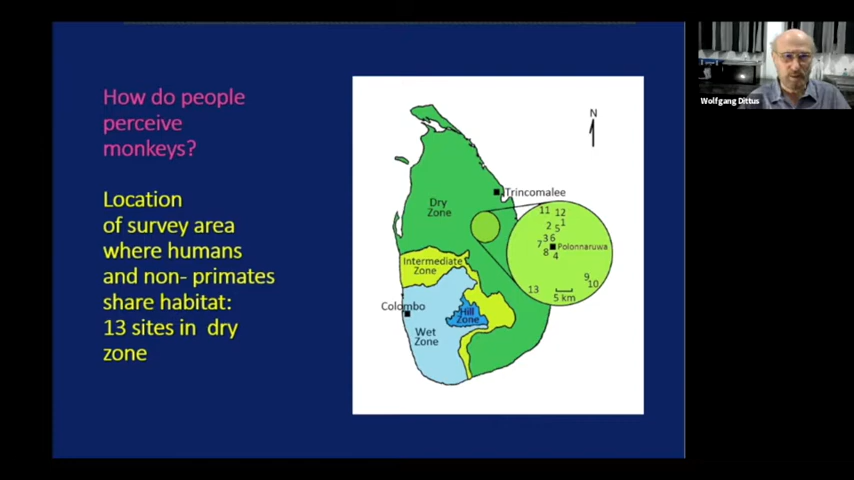 How do people
perceive
monkeys?
Location
of survey area
where humans
and non- primates
share habitat:
13 sites in dry
zone
N
Trincomalee
Dry
Zone
11 12
2 1
5
3 6
7 Polonnaruwa
8 4
9
10
13
5 km
Intermediate
Zone
Colombo
Hill
Zone
Wet
Zone
Wolfgang Dittus